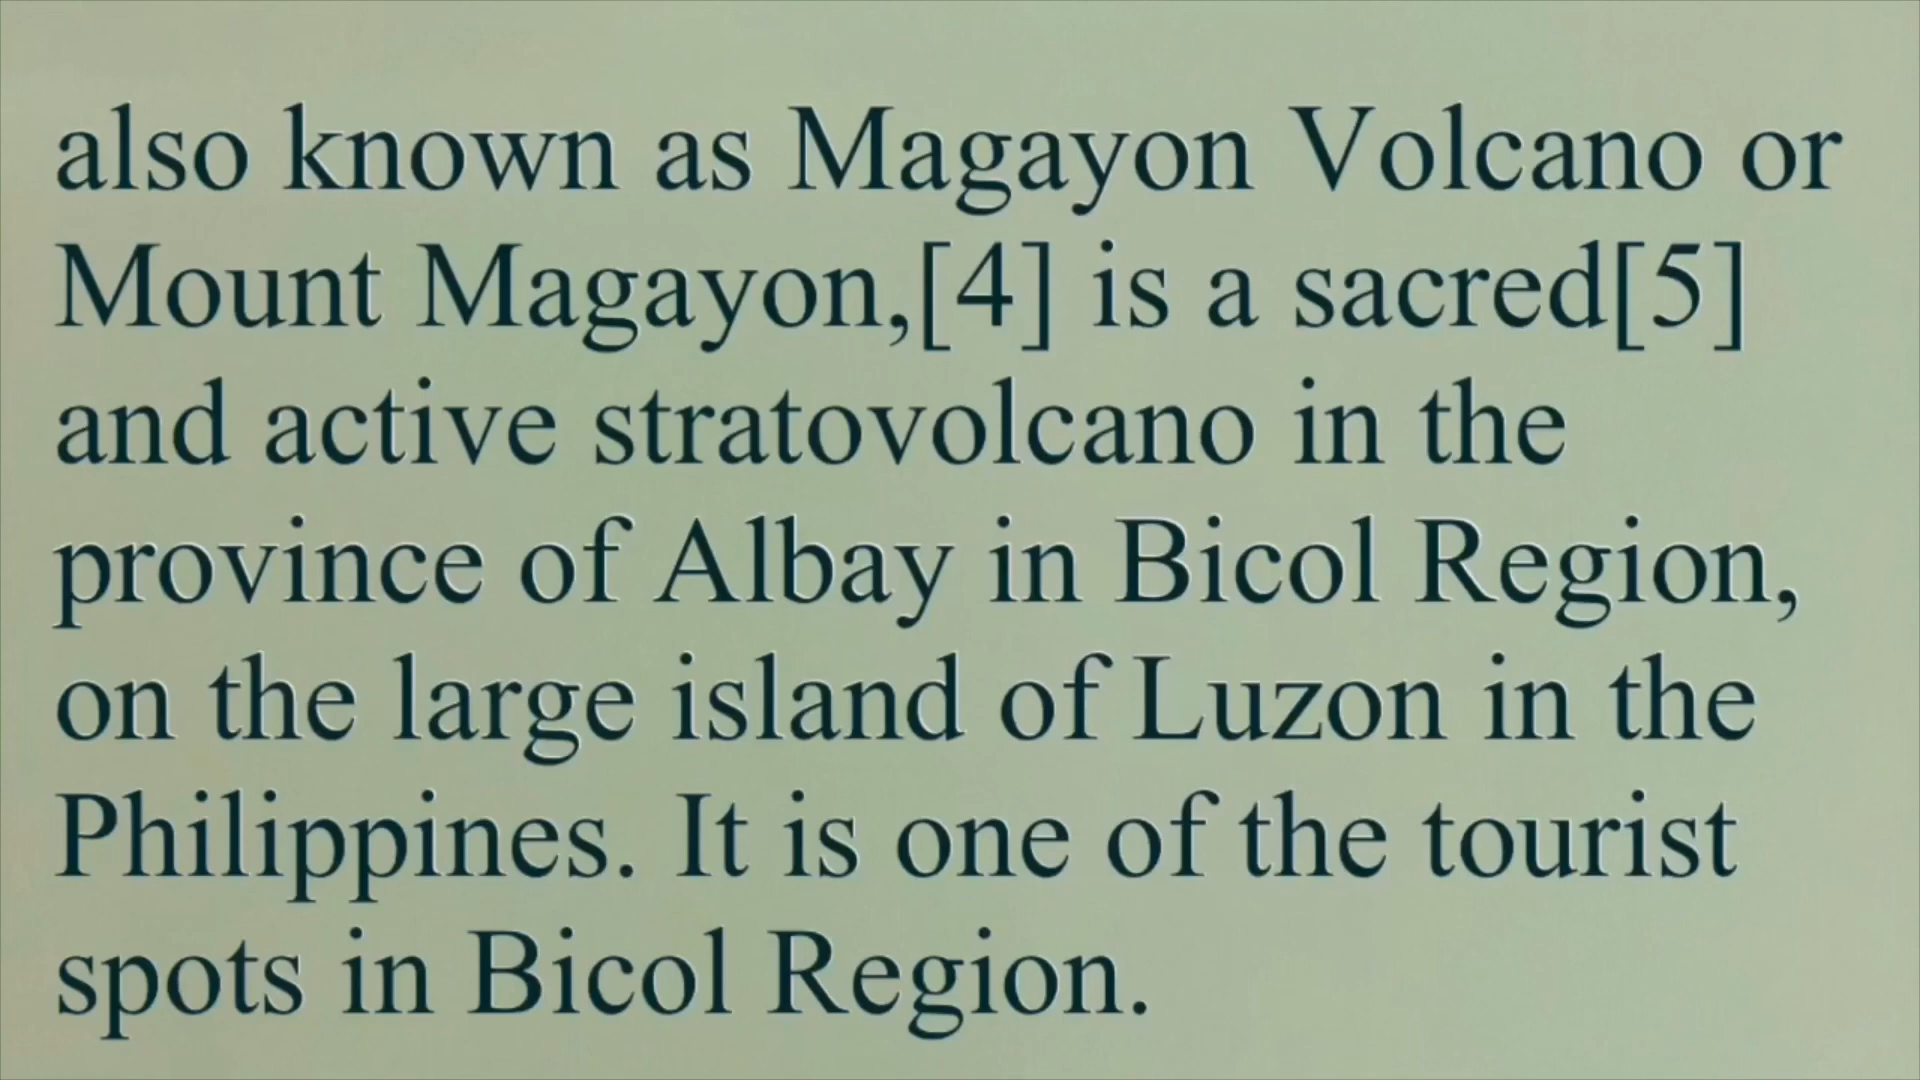 also known as Magayon Volcano or
Mount Magayon,[4] is a sacred[5]
and active stratovolcano in the
province of Albay in Bicol Region,
on the large island of Luzon in the
Philippines. It is one of the tourist
spots in Bicol Region.